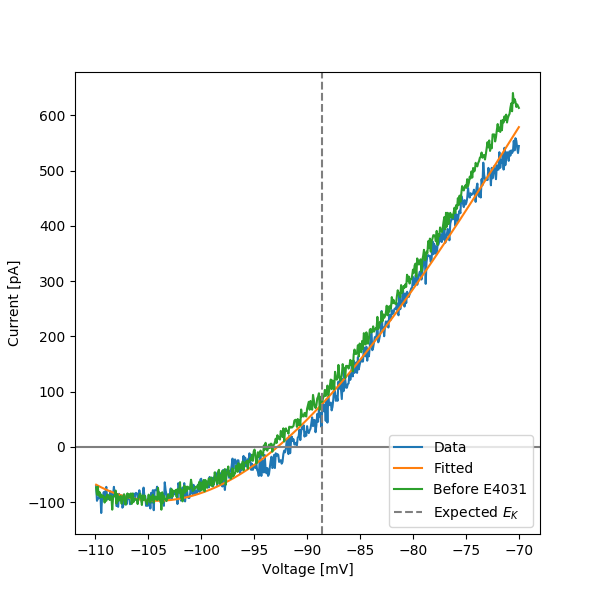 600
500
400
300
200
100
0
−100
Current [pA]
Data
Fitted
Before E4031
Expected E_K
−110 −105 −100 −95 −90 −85 −80 −75 −70
Voltage [mV]